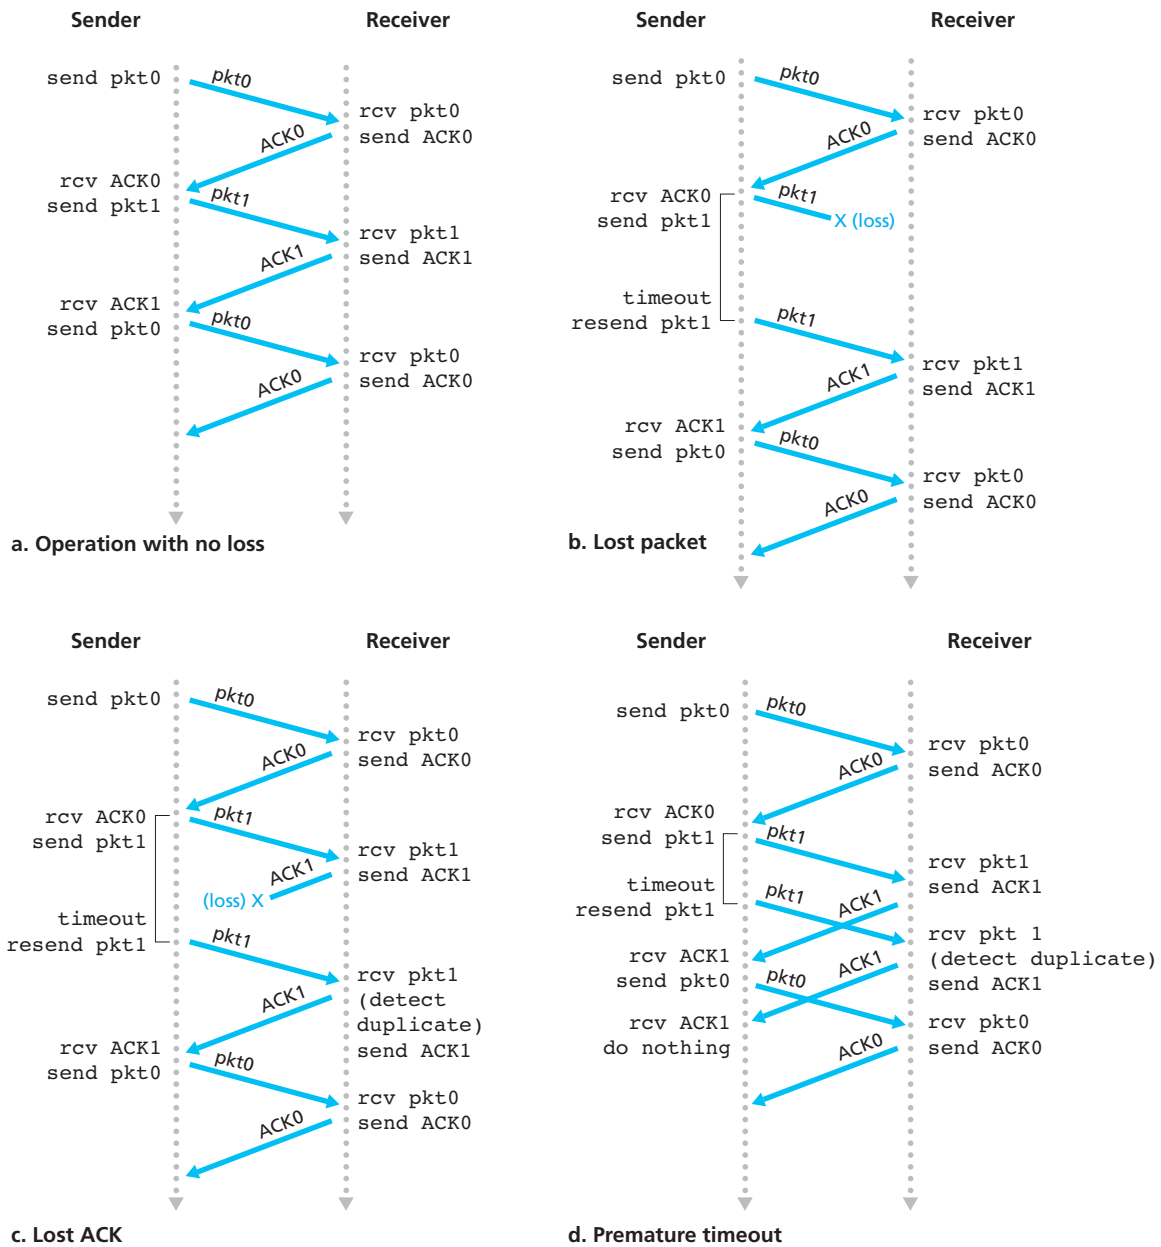 Sender
Receiver
send pkt0
pkt0
rcv pkt0
send ACK0
ACK0
rcv ACK0
send pkt1
pkt1
rcv pkt1
send ACK1
ACK1
rcv ACK1
send pkt0
pkt0
rcv pkt0
send ACK0
ACK0
a. Operation with no loss
Sender
Receiver
send pkt0
pkt0
rcv pkt0
send ACK0
ACK0
rcv ACK0
send pkt1
pkt1
X (loss)
timeout
resend pkt1
pkt1
rcv pkt1
send ACK1
ACK1
rcv ACK1
send pkt0
pkt0
rcv pkt0
send ACK0
ACK0
b. Lost packet
Sender
Receiver
send pkt0
pkt0
rcv pkt0
send ACK0
ACK0
rcv ACK0
send pkt1
pkt1
rcv pkt1
send ACK1
ACK1
(loss) X
timeout
resend pkt1
pkt1
rcv pkt1
(detect
duplicate)
send ACK1
ACK1
rcv ACK1
send pkt0
pkt0
rcv pkt0
send ACK0
ACK0
c. Lost ACK
Sender
Receiver
send pkt0
pkt0
rcv pkt0
send ACK0
ACK0
rcv ACK0
send pkt1
pkt1
rcv pkt1
send ACK1
ACK1
timeout
resend pkt1
pkt1
rcv pkt 1
(detect duplicate)
send ACK1
ACK1
rcv ACK1
send pkt0
pkt0
rcv ACK1
do nothing
rcv pkt0
send ACK0
ACK0
d. Premature timeout